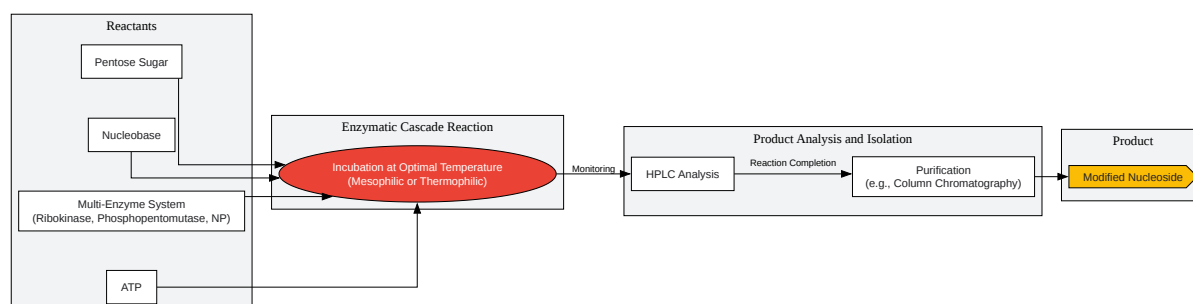 Reactants
Pentose Sugar
Nucleobase
Multi-Enzyme System
(Ribokinase, Phosphopentomutase, NP)
ATP
Enzymatic Cascade Reaction
Incubation at Optimal Temperature
(Mesophilic or Thermophilic)
Monitoring
Product Analysis and Isolation
HPLC Analysis
Reaction Completion
Purification
(e.g., Column Chromatography)
Product
Modified Nucleoside